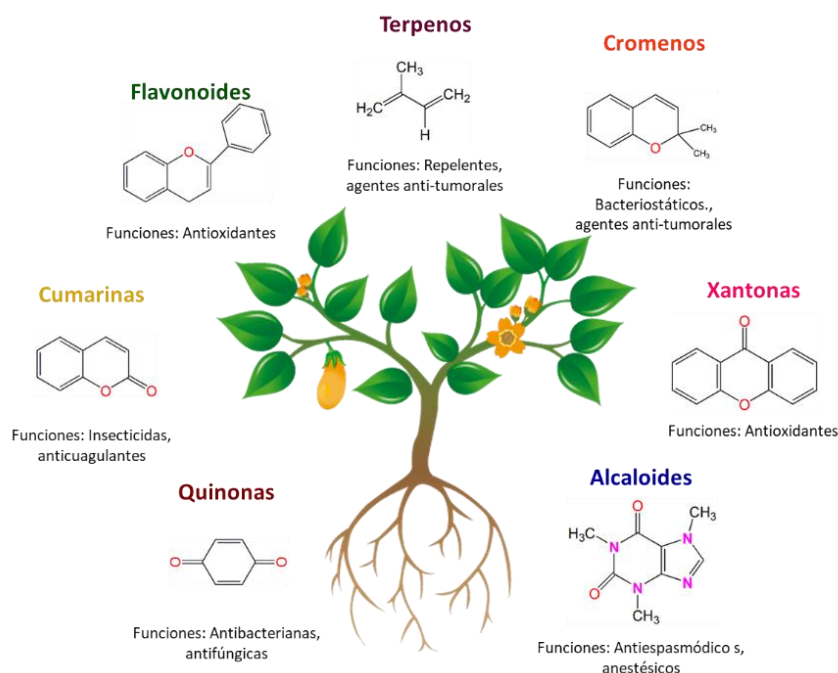 Terpenos
CH3
H2C
CH2
H
Funciones: Repelentes,
agentes anti-tumorales
Cromenos
O
CH3
CH3
Funciones:
Bacteriostáticos.,
agentes anti-tumorales
Flavonoides
O
Funciones: Antioxidantes
Cumarinas
O
O
Funciones: Insecticidas,
anticuagulantes
Xantonas
O
O
Funciones: Antioxidantes
Quinonas
O
O
Funciones: Antibacterianas,
antifúngicas
Alcaloides
O
CH3
H3C
N
N
O
N
N
CH3
Funciones: Antiespasmódico s,
anestésicos